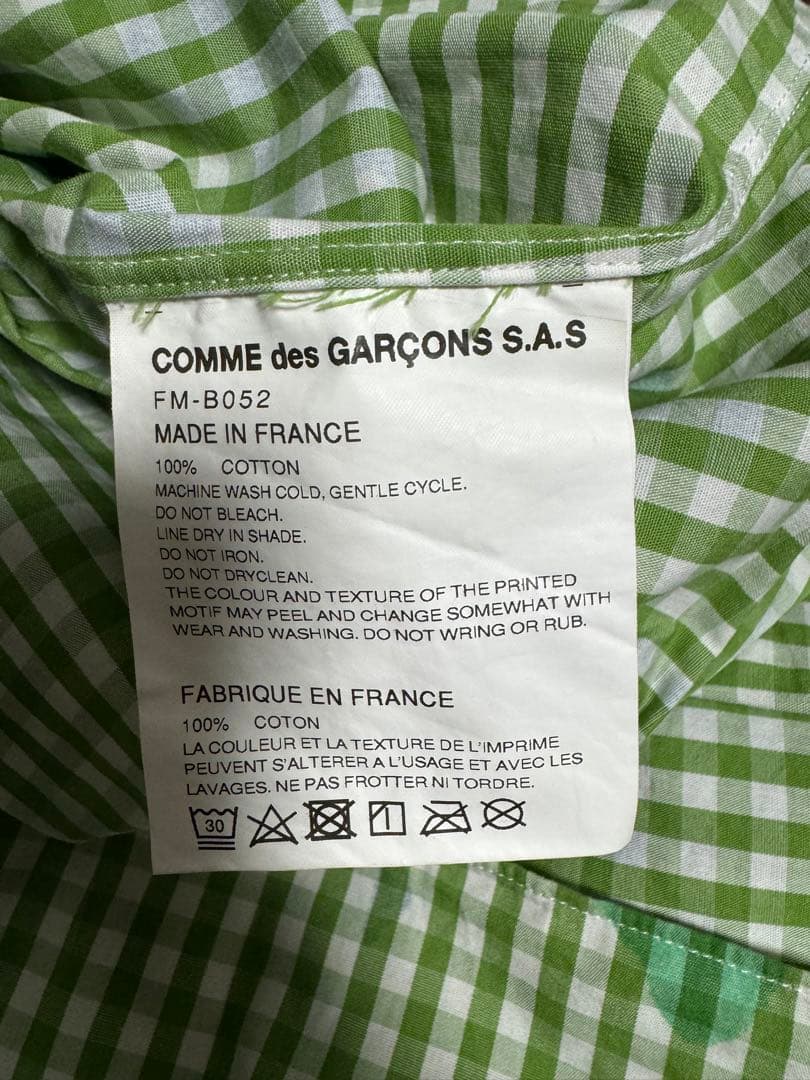 COMME des GARÇONS S.A.S
FM-B052
MADE IN FRANCE
100% COTTON
MACHINE WASH COLD, GENTLE CYCLE.
DO NOT BLEACH.
LINE DRY IN SHADE.
DO NOT IRON.
DO NOT DRYCLEAN.
THE COLOUR AND TEXTURE OF THE PRINTED
MOTIF MAY PEEL AND CHANGE SOMEWHAT WITH
WEAR AND WASHING. DO NOT WRING OR RUB.
FABRIQUE EN FRANCE
100% COTON
LA COULEUR ET LA TEXTURE DE L'IMPRIME
PEUVENT S'ALTERER A L'USAGE ET AVEC LES
LAVAGES. NE PAS FROTTER NI TORDRE.
30